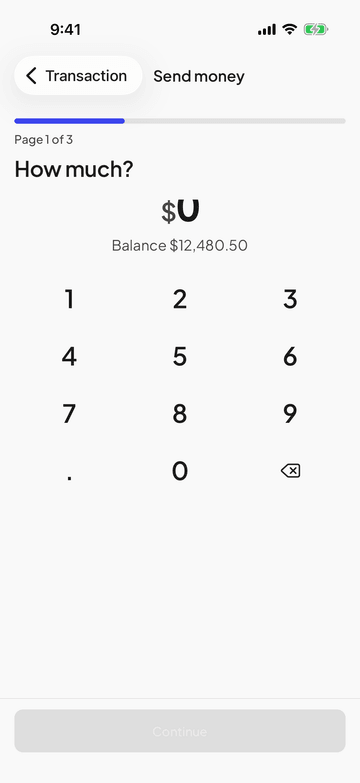 9:41
Transaction
Send money
Page 1 of 3
How much?
$0
Balance $12,480.50
1 2 3
4 5 6
7 8 9
. 0
Continue